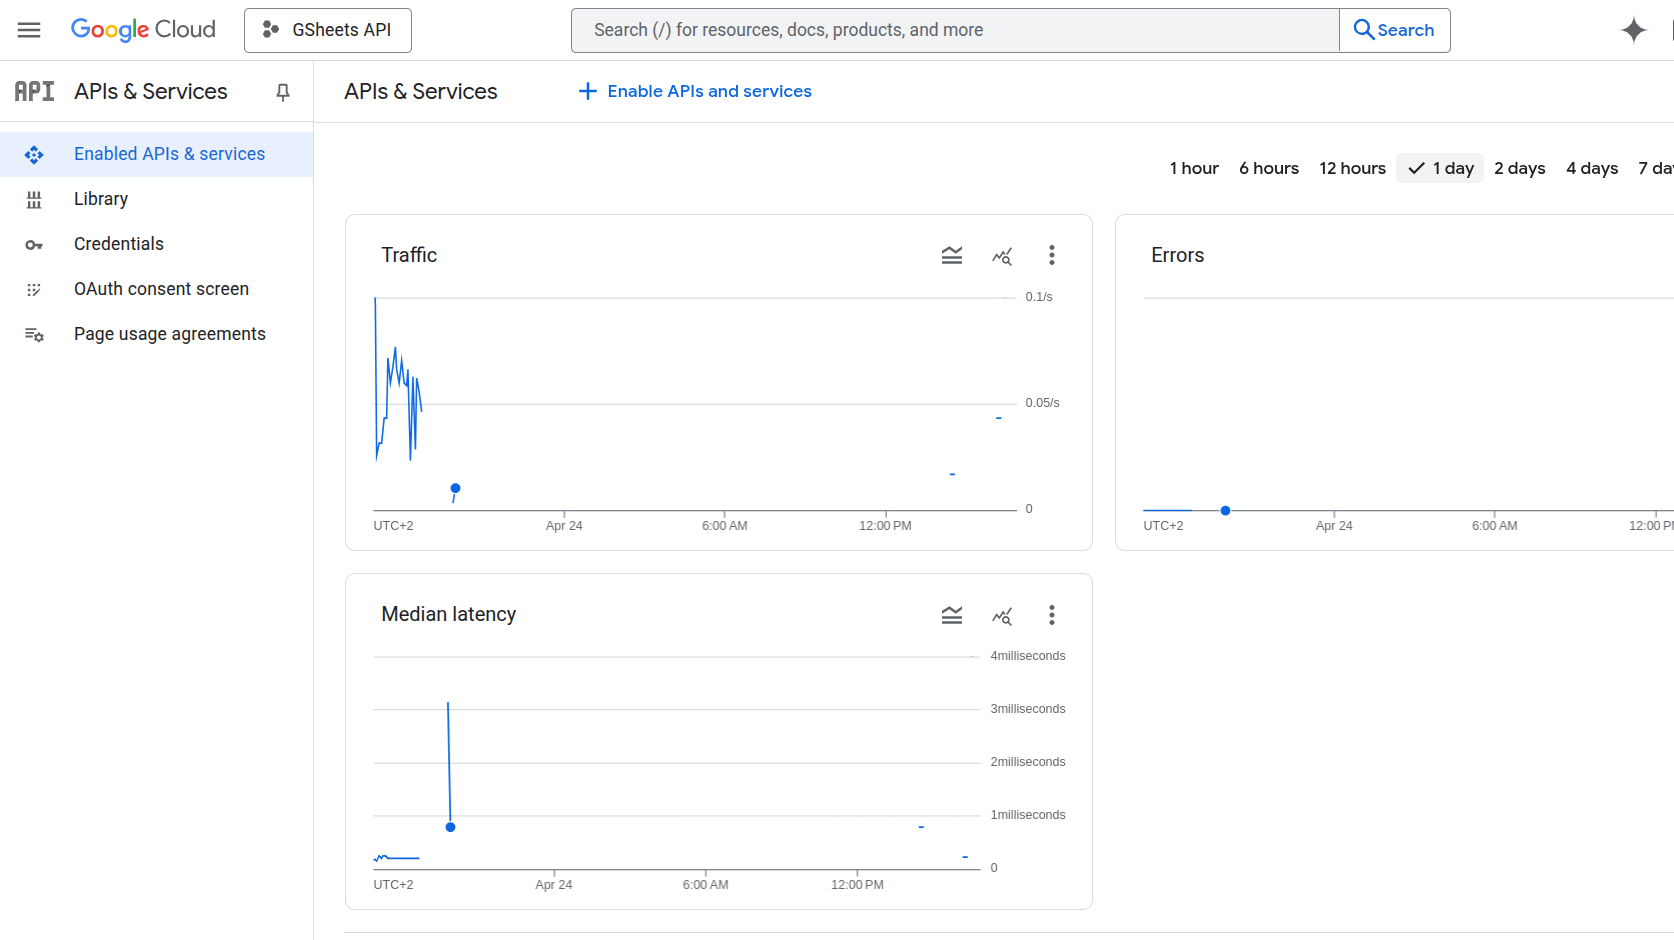 Google Cloud
GSheets API
Search (/) for resources, docs, products, and more
Search
API
APIs & Services
APIs & Services
Enable APIs and services
Enabled APIs & services
Library
Credentials
OAuth consent screen
Page usage agreements
1 hour 6 hours 12 hours 1 day 2 days 4 days 7
Traffic
0.1/s
0.05/s
0
UTC+2 Apr 24 6:00 AM 12:00 PM
Errors
UTC+2 Apr 24 6:00 AM 12:00
Median latency
4milliseconds
3milliseconds
2milliseconds
1milliseconds
0
UTC+2 Apr 24 6:00 AM 12:00 PM